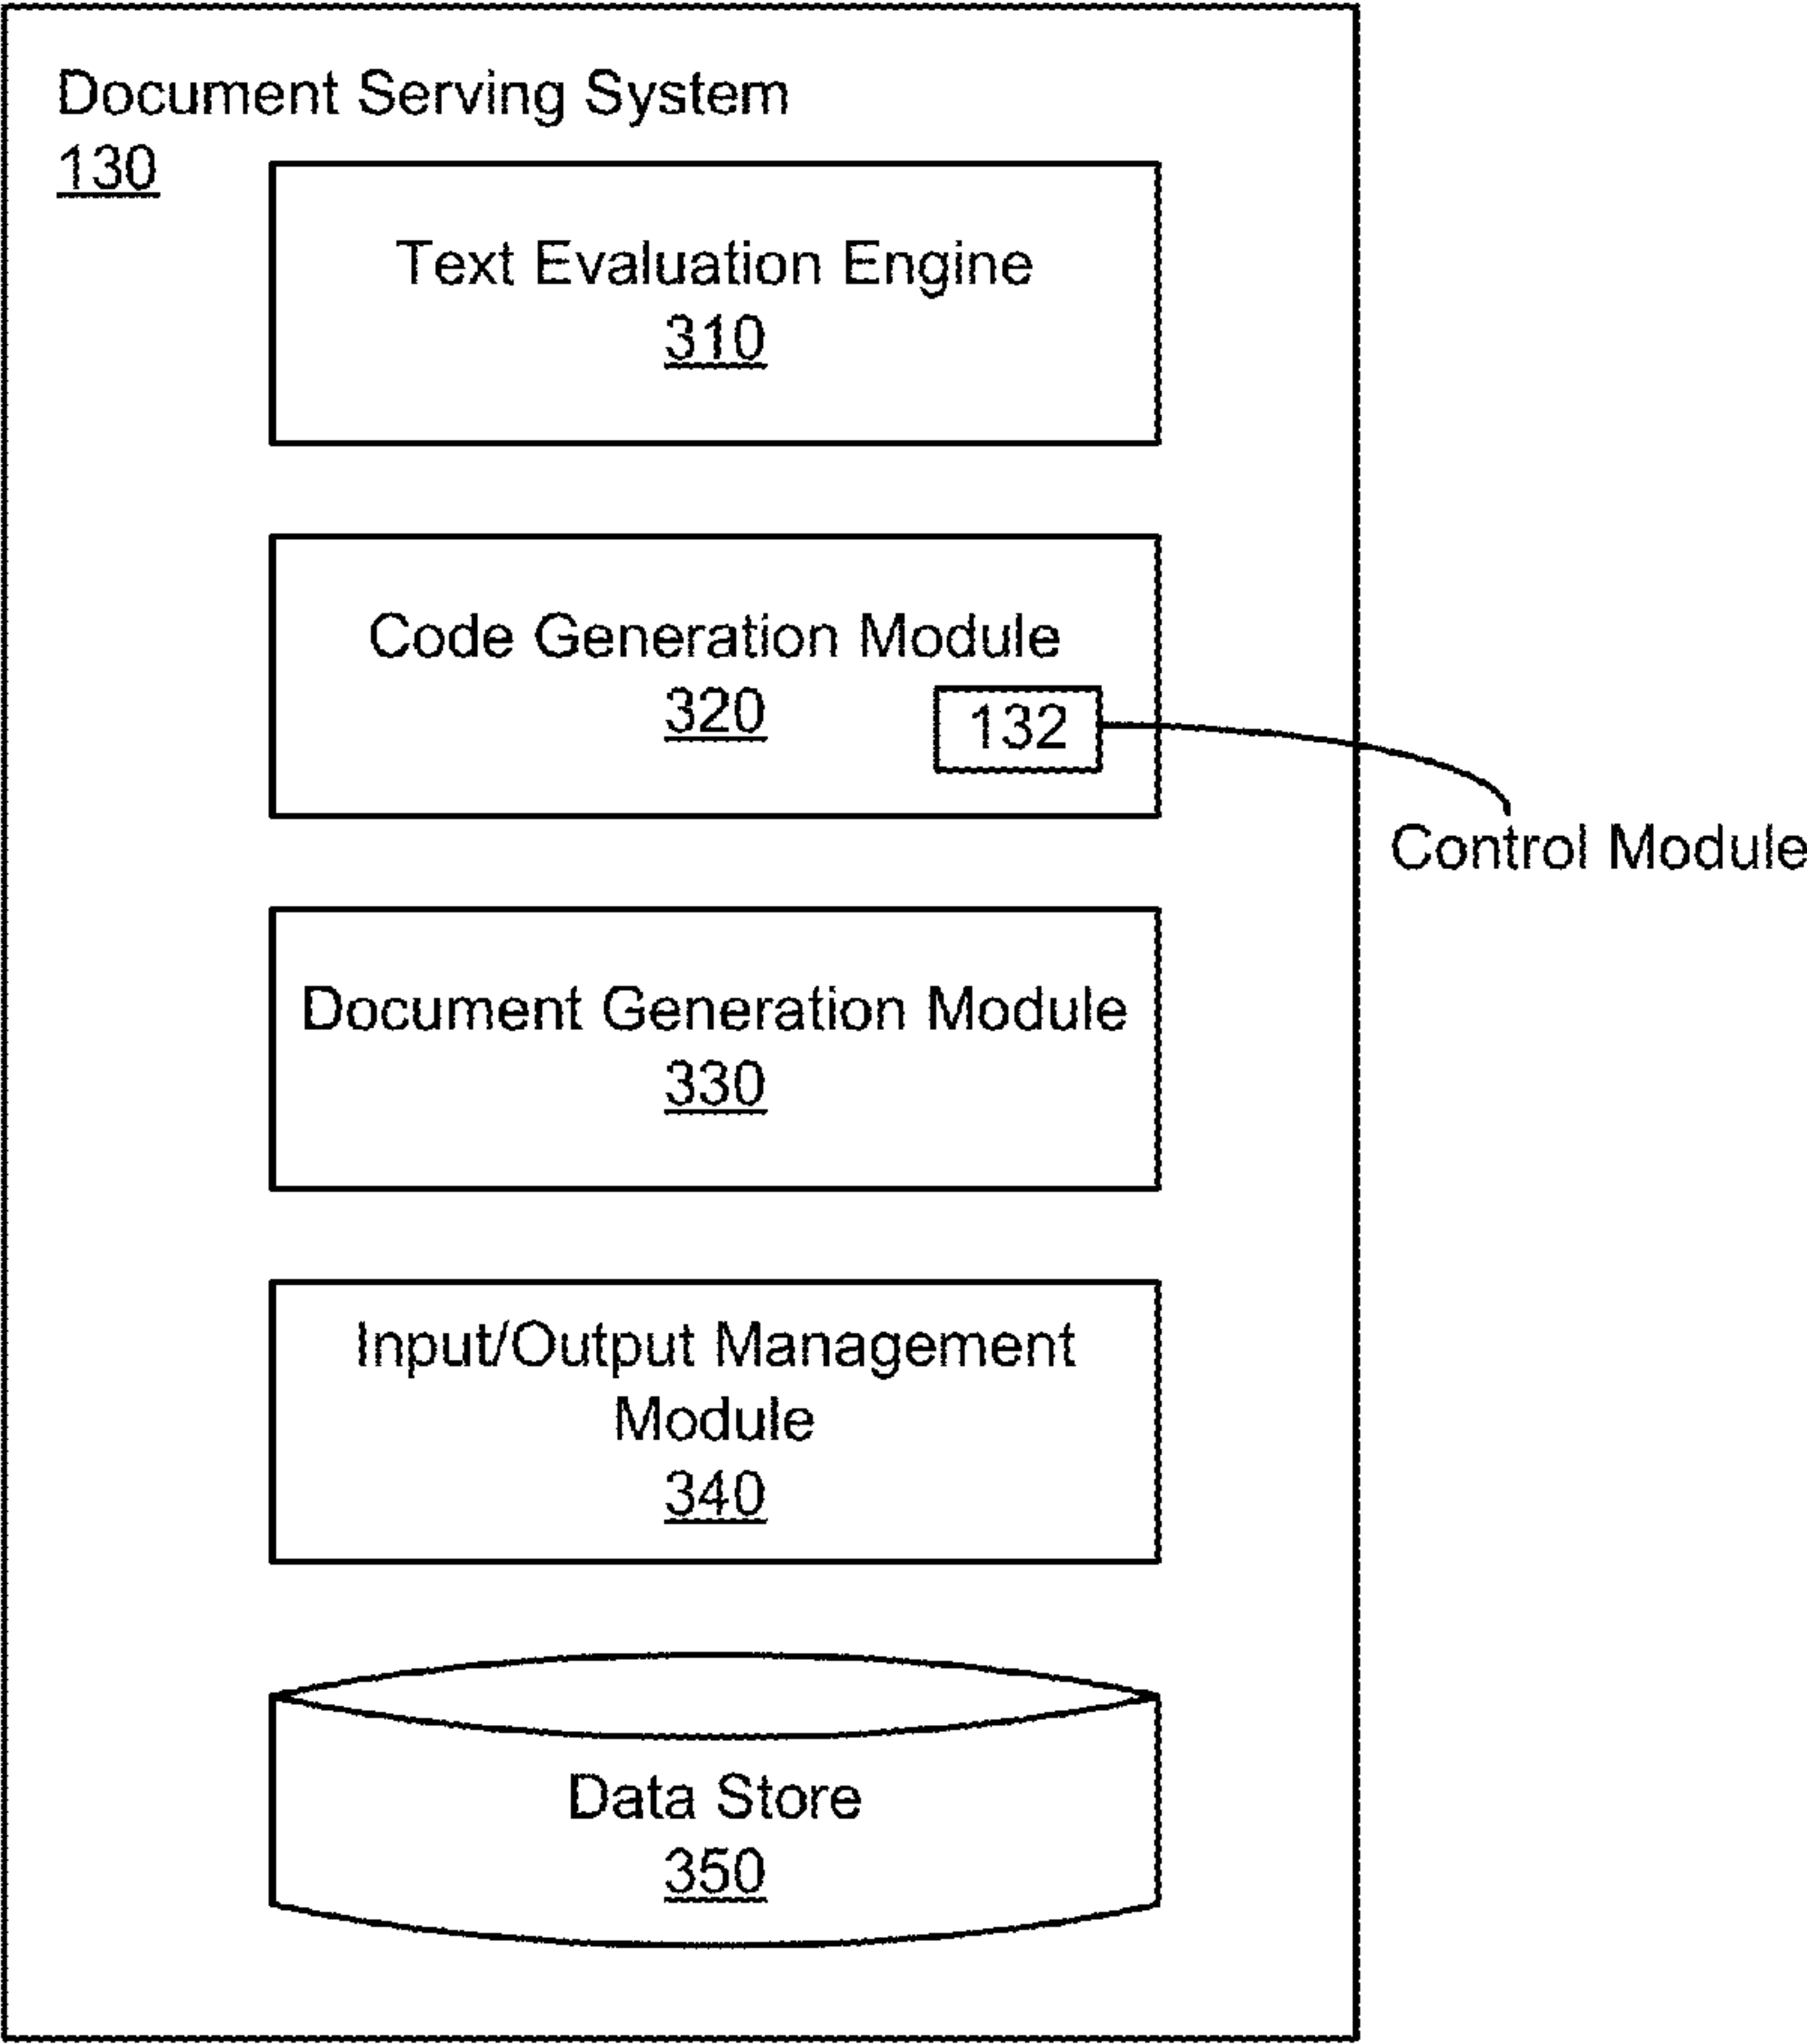 Document Serving System
130
Text Evaluation Engine
310
Code Generation Module
320
132
Control Module
Document Generation Module
330
Input/Output Management
Module
340
Data Store
350